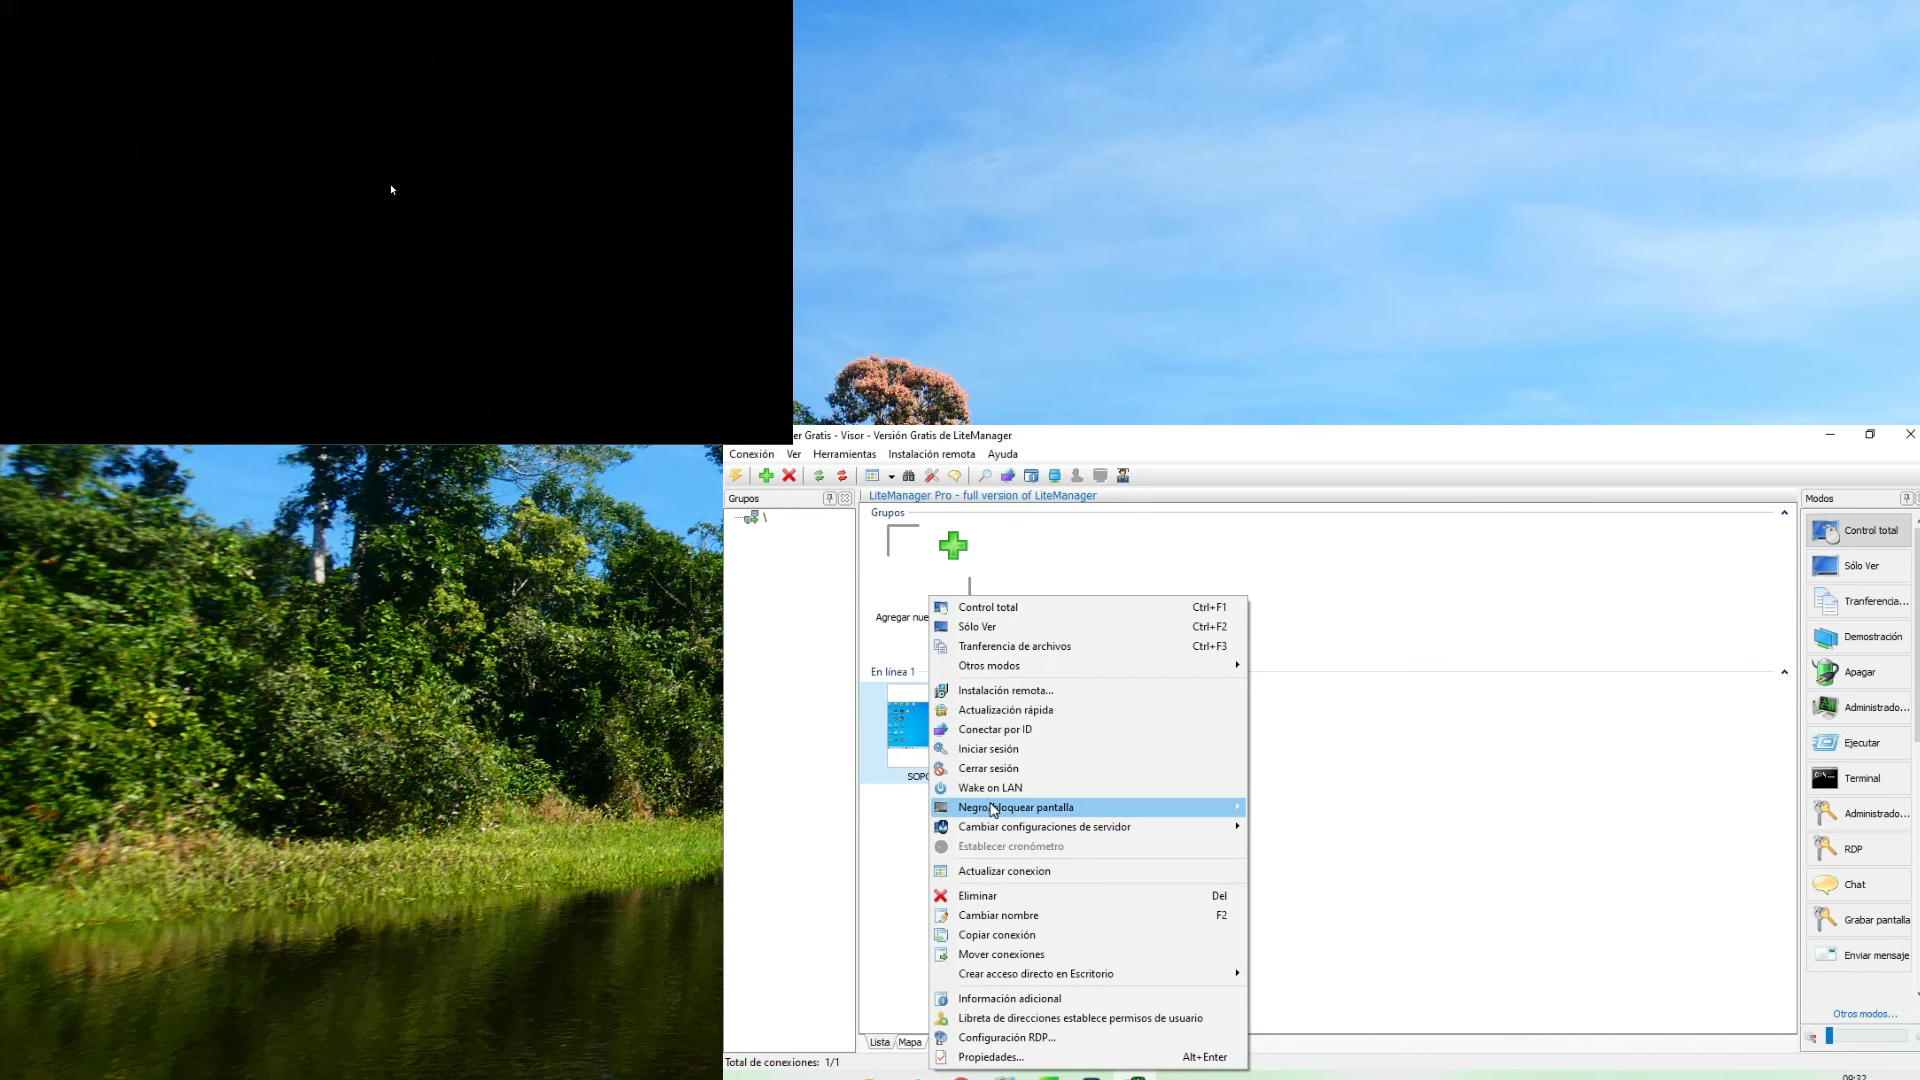 er Gratis - Visor - Versión Gratis de LiteManager
Conexión Ver Herramientas Instalación remota Ayuda
Grupos
LiteManager Pro - full version of LiteManager
Modos
\
Grupos
Agregar nue
En línea 1
SOPO
Control total Ctrl+F1
Sólo Ver Ctrl+F2
Tranferencia de archivos Ctrl+F3
Otros modos
Instalación remota...
Actualización rápida
Conectar por ID
Iniciar sesión
Cerrar sesión
Wake on LAN
Negro/bloquear pantalla
Cambiar configuraciones de servidor
Establecer cronómetro
Actualizar conexion
Eliminar Del
Cambiar nombre F2
Copiar conexión
Mover conexiones
Crear acceso directo en Escritorio
Información adicional
Libreta de direcciones establece permisos de usuario
Configuración RDP...
Propiedades... Alt+Enter
Control total
Sólo Ver
Tranferencia...
Demostración
Apagar
Administrado...
Ejecutar
Terminal
Administrado...
RDP
Chat
Grabar pantalla
Enviar mensaje
Otros modos...
Lista Mapa
Total de conexiones: 1/1
09:32